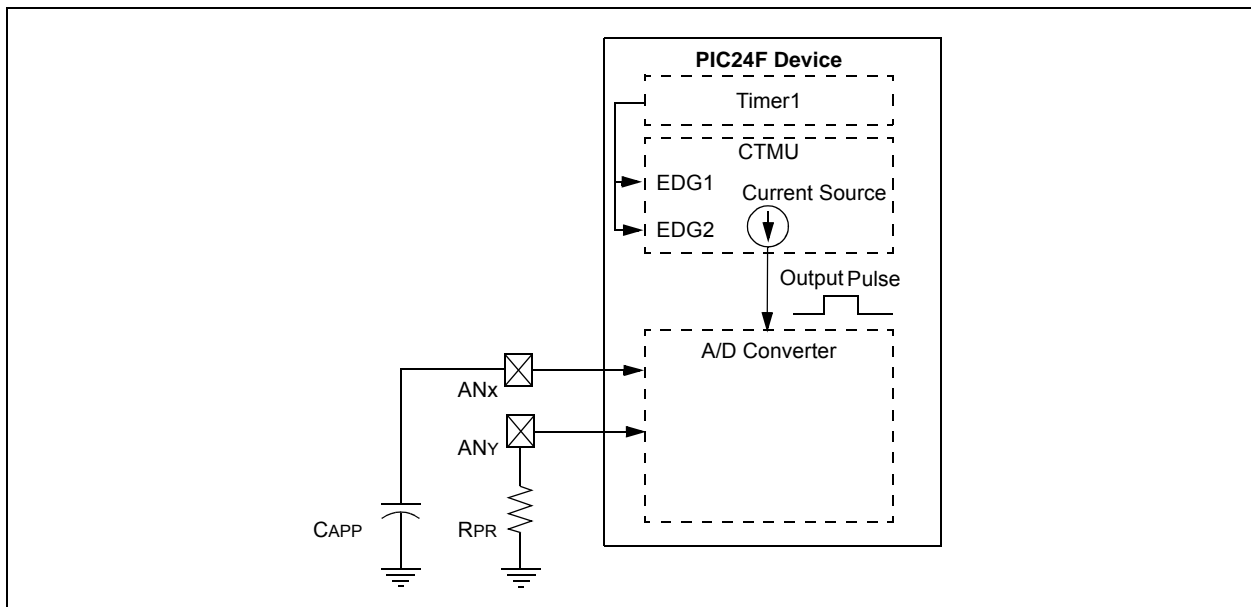 PIC24F Device
Timer1
CTMU
EDG1
Current Source
EDG2
Output Pulse
A/D Converter
ANX
ANY
CAPP
RPR